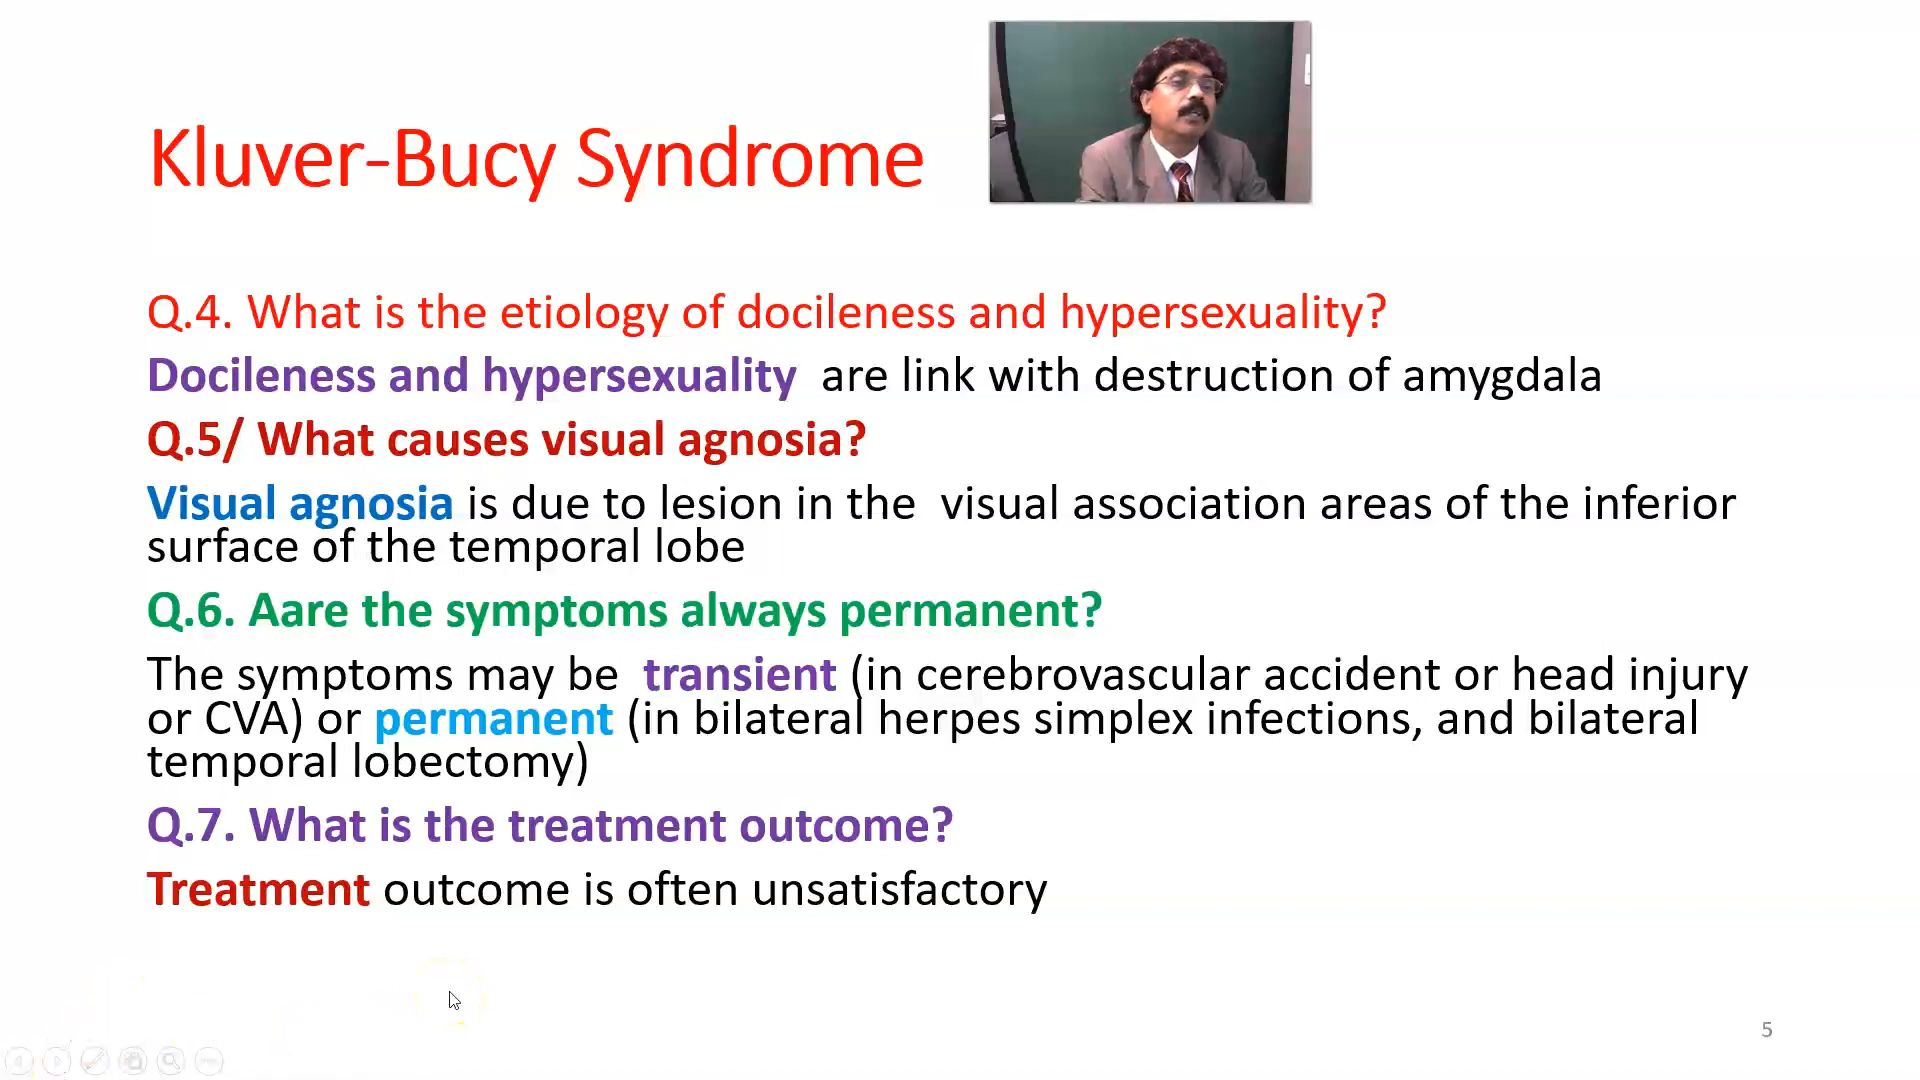 Kluver-Bucy Syndrome
Q.4. What is the etiology of docileness and hypersexuality?
Docileness and hypersexuality are link with destruction of amygdala
Q.5/ What causes visual agnosia?
Visual agnosia is due to lesion in the visual association areas of the inferior
surface of the temporal lobe
Q.6. Aare the symptoms always permanent?
The symptoms may be transient (in cerebrovascular accident or head injury
or CVA) or permanent (in bilateral herpes simplex infections, and bilateral
temporal lobectomy)
Q.7. What is the treatment outcome?
Treatment outcome is often unsatisfactory
5